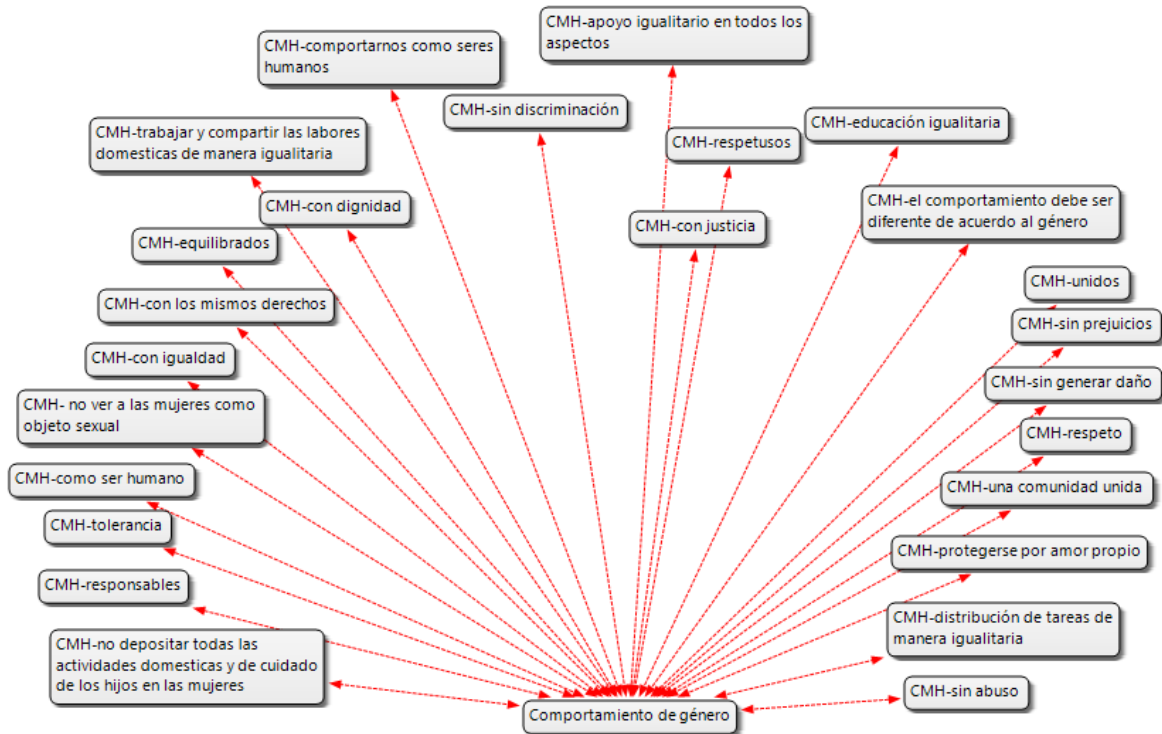 CMH-apoyo igualitario en todos los
aspectos
CMH-comportarnos como seres
humanos
CMH-sin discriminación
CMH-educación igualitaria
CMH-trabajar y compartir las labores
domesticas de manera igualitaria
CMH-respetusos
CMH-con dignidad
CMH-el comportamiento debe ser
diferente de acuerdo al género
CMH-con justicia
CMH-equilibrados
CMH-unidos
CMH-con los mismos derechos
CMH-sin prejuicios
CMH-con igualdad
CMH-sin generar daño
CMH- no ver a las mujeres como
objeto sexual
CMH-respeto
CMH-como ser humano
CMH-una comunidad unida
CMH-tolerancia
CMH-protegerse por amor propio
CMH-responsables
CMH-distribución de tareas de
manera igualitaria
CMH-no depositar todas las
actividades domesticas y de cuidado
de los hijos en las mujeres
CMH-sin abuso
Comportamiento de género